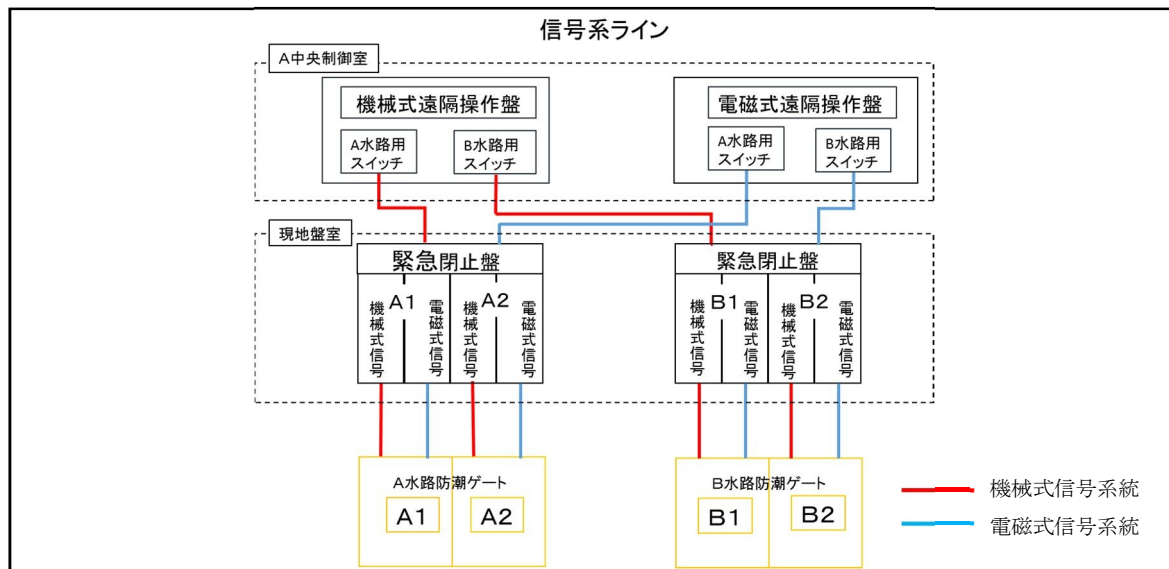 信号系ライン
A中央制御室
機械式遠隔操作盤
電磁式遠隔操作盤
A水路用
スイッチ
B水路用
スイッチ
A水路用
スイッチ
B水路用
スイッチ
現地盤室
緊急閉止盤
緊急閉止盤
機械式信号
A1
電磁式信号
機械式信号
A2
電磁式信号
機械式信号
B1
電磁式信号
機械式信号
B2
電磁式信号
A水路防潮ゲート
A1
A2
B水路防潮ゲート
B1
B2
機械式信号系統
電磁式信号系統